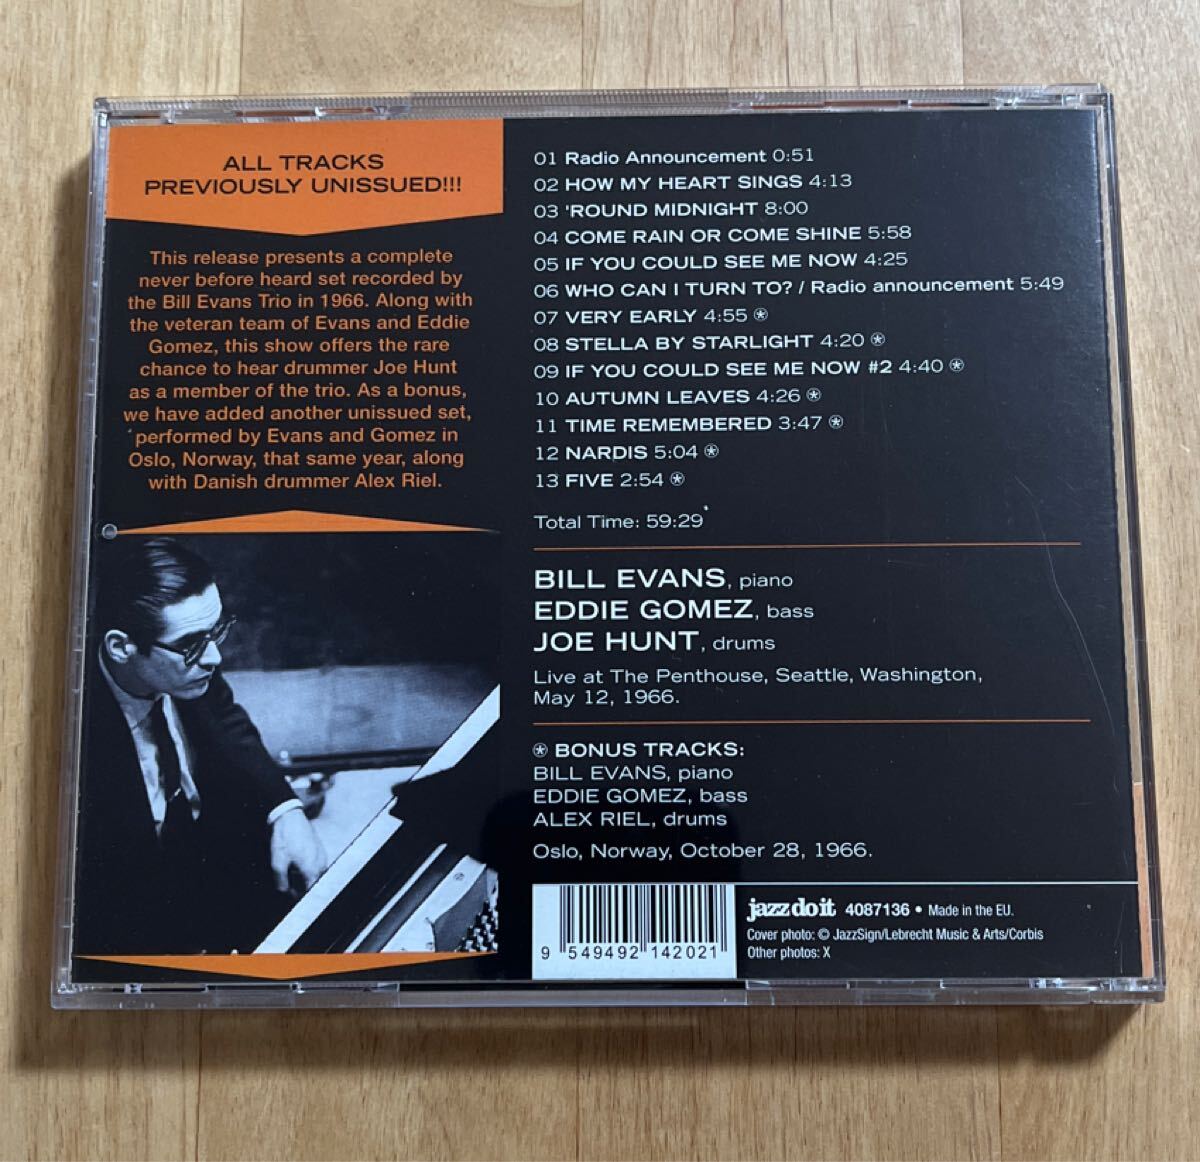 ALL TRACKS
PREVIOUSLY UNISSUED!!!
This release presents a complete
never before heard set recorded by
the Bill Evans Trio in 1966. Along with
the veteran team of Evans and Eddie
Gomez, this show offers the rare
chance to hear drummer Joe Hunt
as a member of the trio. As a bonus,
we have added another unissued set,
performed by Evans and Gomez in
Oslo, Norway, that same year, along
with Danish drummer Alex Riel.
01 Radio Announcement 0:51
02 HOW MY HEART SINGS 4:13
03 'ROUND MIDNIGHT 8:00
04 COME RAIN OR COME SHINE 5:58
05 IF YOU COULD SEE ME NOW 4:25
06 WHO CAN I TURN TO? / Radio announcement 5:49
07 VERY EARLY 4:55 ⊛
08 STELLA BY STARLIGHT 4:20 ⊛
09 IF YOU COULD SEE ME NOW #2 4:40 ⊛
10 AUTUMN LEAVES 4:26 ⊛
11 TIME REMEMBERED 3:47 ⊛
12 NARDIS 5:04 ⊛
13 FIVE 2:54 ⊛
Total Time: 59:29
BILL EVANS, piano
EDDIE GOMEZ, bass
JOE HUNT, drums
Live at The Penthouse, Seattle, Washington,
May 12, 1966.
⊛ BONUS TRACKS:
BILL EVANS, piano
EDDIE GOMEZ, bass
ALEX RIEL, drums
Oslo, Norway, October 28, 1966.
9 549492 142021
jazz do it 4087136 • Made in the EU.
Cover photo: © JazzSign/Lebrecht Music & Arts/Corbis
Other photos: X